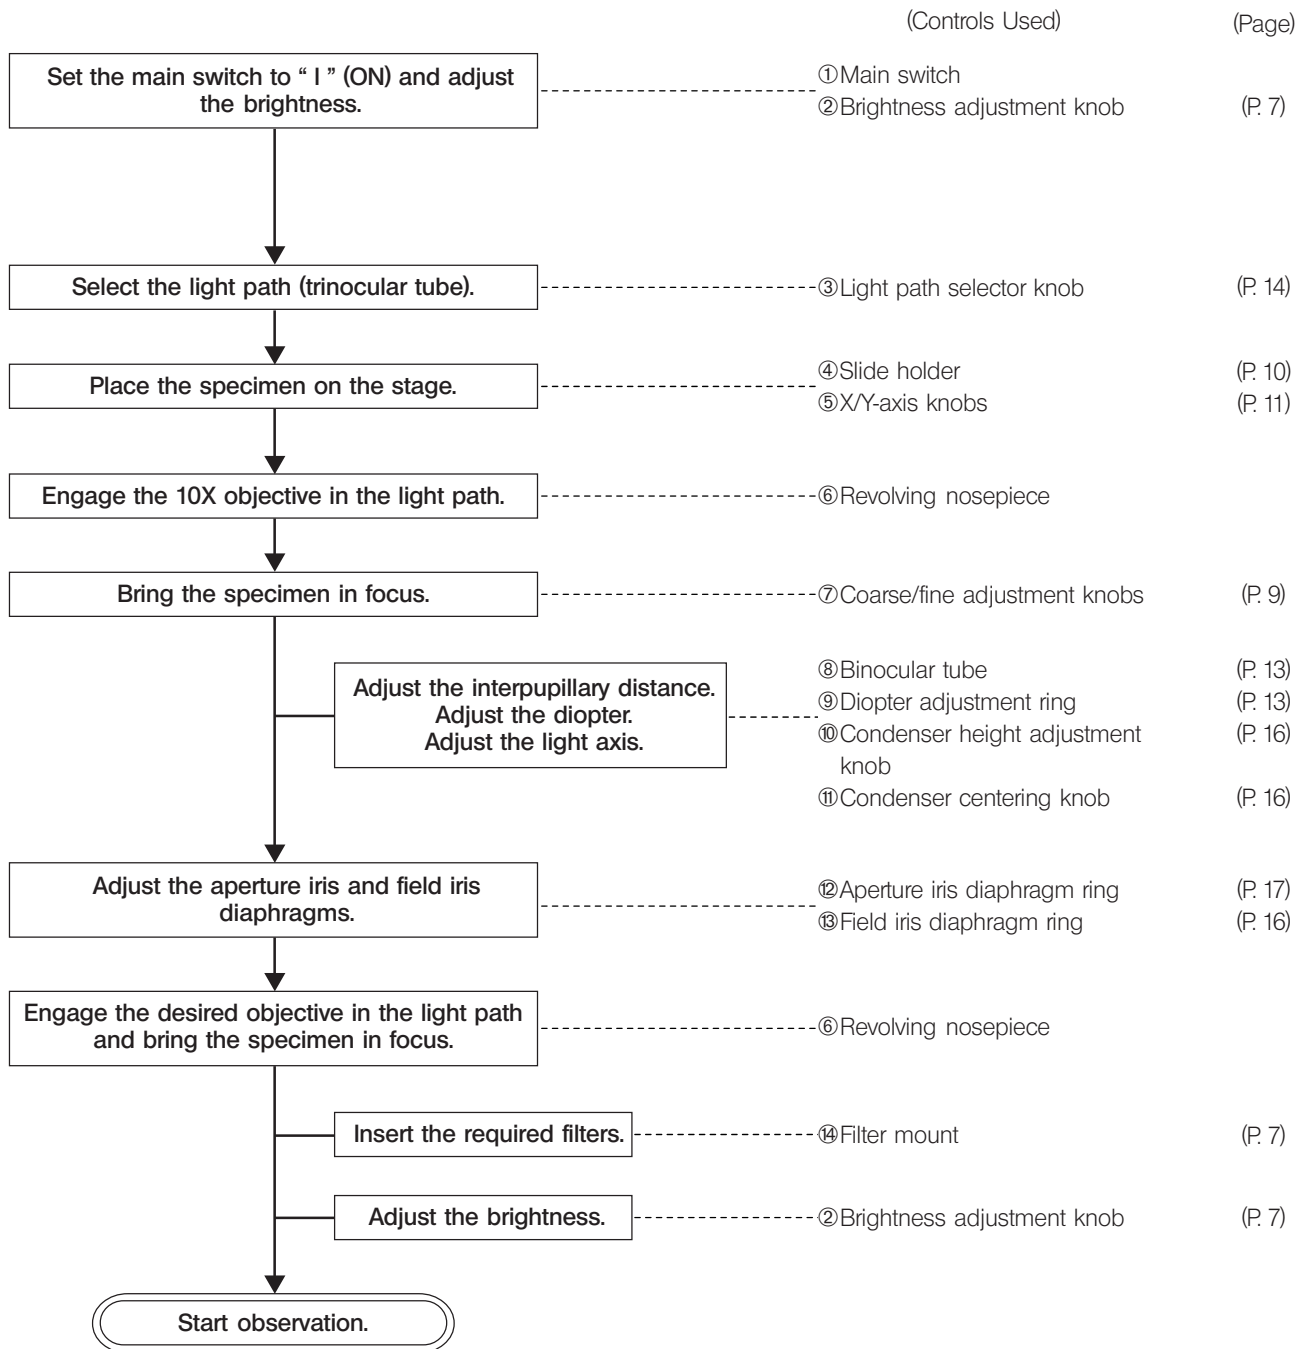 (Controls Used) (Page)
Set the main switch to “ I ” (ON) and adjust
the brightness.
①Main switch
②Brightness adjustment knob (P. 7)
Select the light path (trinocular tube).
③Light path selector knob (P. 14)
Place the specimen on the stage.
④Slide holder (P. 10)
⑤X/Y-axis knobs (P. 11)
Engage the 10X objective in the light path.
⑥Revolving nosepiece
Bring the specimen in focus.
⑦Coarse/fine adjustment knobs (P. 9)
Adjust the interpupillary distance.
Adjust the diopter.
Adjust the light axis.
⑧Binocular tube (P. 13)
⑨Diopter adjustment ring (P. 13)
⑩Condenser height adjustment (P. 16)
knob
⑪Condenser centering knob (P. 16)
Adjust the aperture iris and field iris
diaphragms.
⑫Aperture iris diaphragm ring (P. 17)
⑬Field iris diaphragm ring (P. 16)
Engage the desired objective in the light path
and bring the specimen in focus.
⑥Revolving nosepiece
Insert the required filters.
⑭Filter mount (P. 7)
Adjust the brightness.
②Brightness adjustment knob (P. 7)
Start observation.